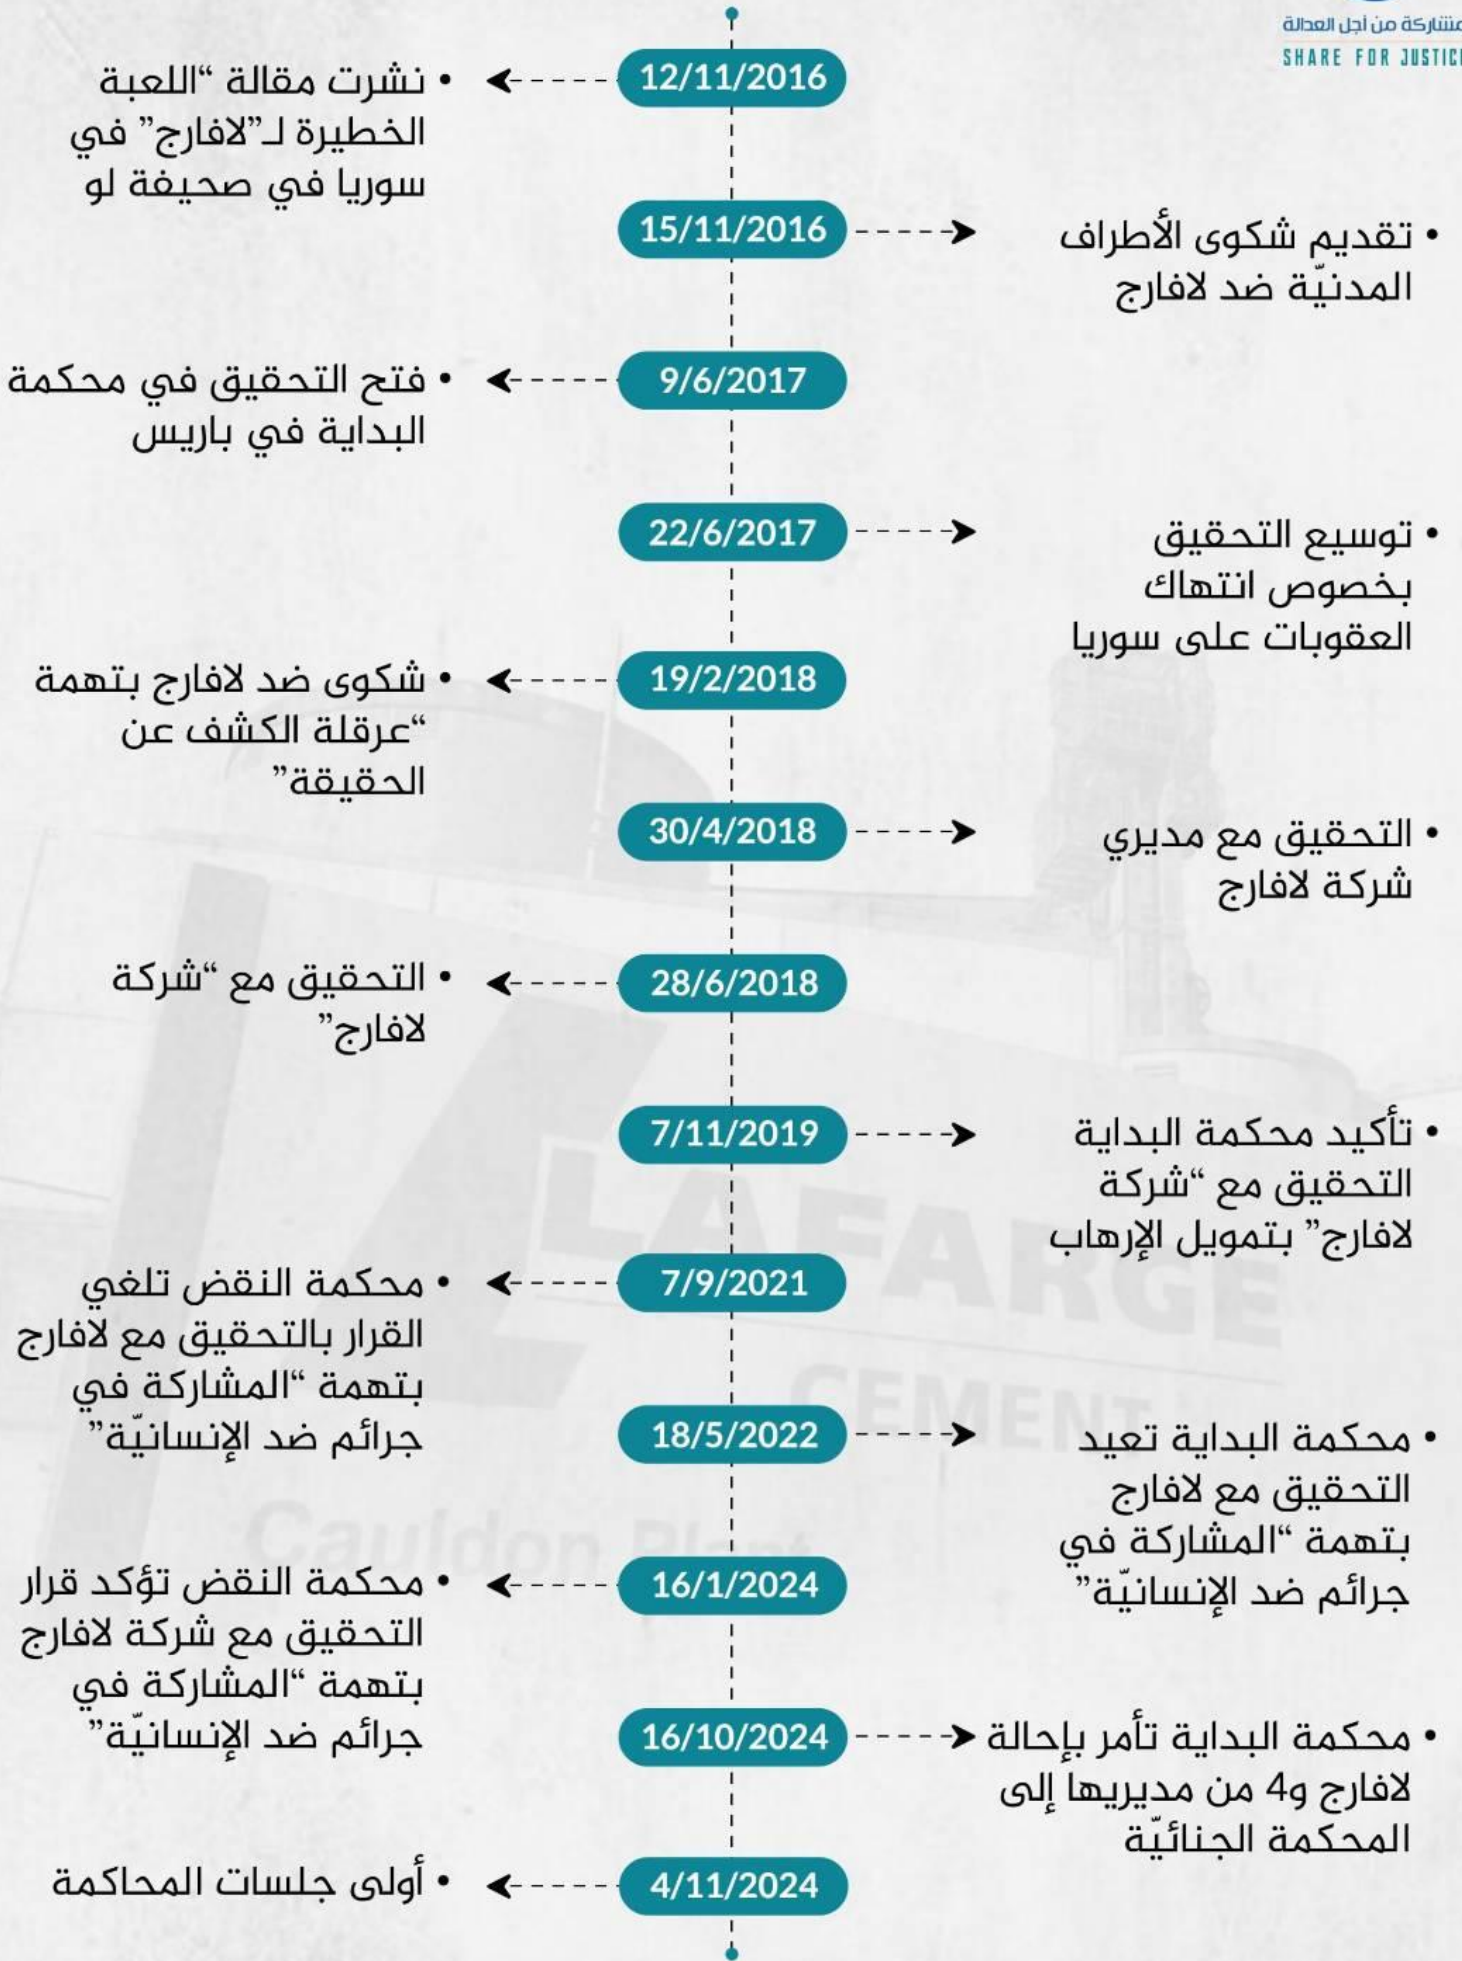 مشاركة من أجل العدالة
SHARE FOR JUSTICE
12/11/2016
• نشرت مقالة “اللعبة
الخطيرة لـ”لافارج” في
سوريا في صحيفة لو
15/11/2016
• تقديم شكوى الأطراف
المدنيّة ضد لافارج
9/6/2017
• فتح التحقيق في محكمة
البداية في باريس
22/6/2017
• توسيع التحقيق
بخصوص انتهاك
العقوبات على سوريا
19/2/2018
• شكوى ضد لافارج بتهمة
“عرقلة الكشف عن
الحقيقة”
30/4/2018
• التحقيق مع مديري
شركة لافارج
28/6/2018
• التحقيق مع “شركة
لافارج”
7/11/2019
• تأكيد محكمة البداية
التحقيق مع “شركة
لافارج” بتمويل الإرهاب
7/9/2021
• محكمة النقض تلغي
القرار بالتحقيق مع لافارج
بتهمة “المشاركة في
جرائم ضد الإنسانيّة”
18/5/2022
• محكمة البداية تعيد
التحقيق مع لافارج
بتهمة “المشاركة في
جرائم ضد الإنسانيّة”
16/1/2024
• محكمة النقض تؤكد قرار
التحقيق مع شركة لافارج
بتهمة “المشاركة في
جرائم ضد الإنسانيّة”
16/10/2024
• محكمة البداية تأمر بإحالة
لافارج و4 من مديريها إلى
المحكمة الجنائيّة
4/11/2024
• أولى جلسات المحاكمة
LAFARGE
CEMENT
Cauldon Plant